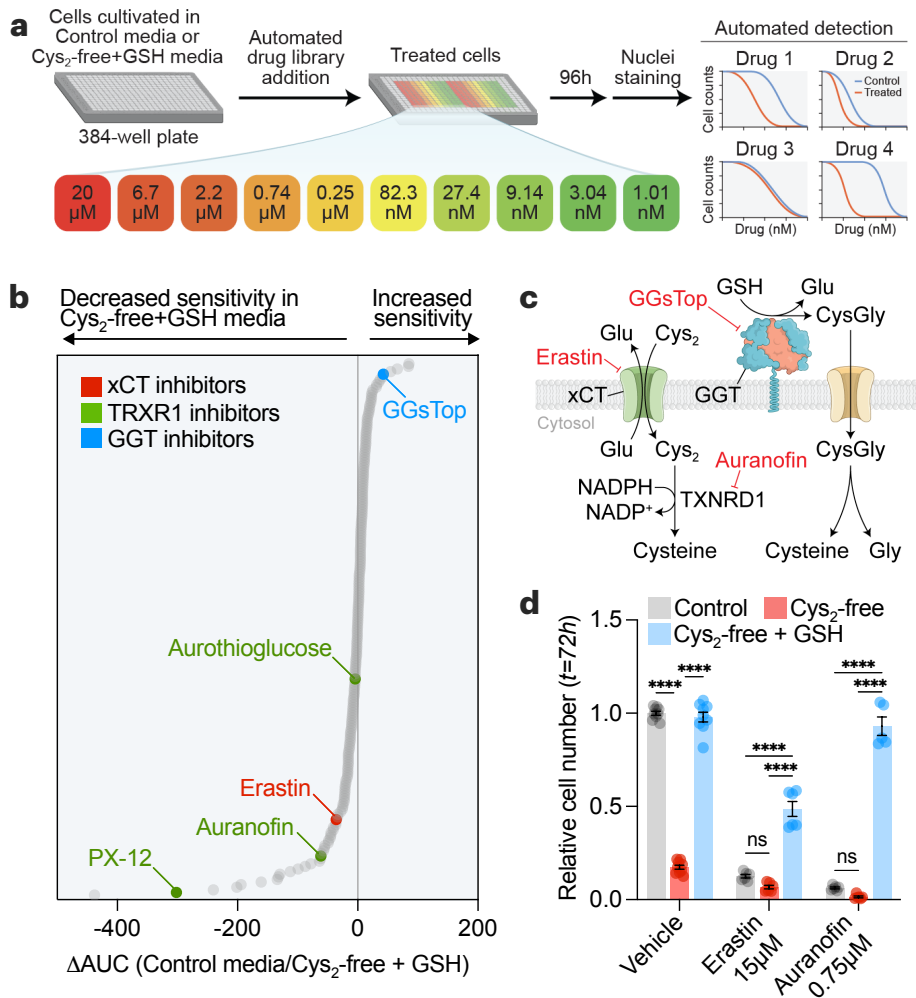 a
Cells cultivated in
Control media or
Cys₂-free+GSH media
384-well plate
Automated
drug library
addition
Treated cells
96h
Nuclei
staining
Automated detection
Drug 1
Drug 2
Cell counts
Control
Treated
Drug 3
Drug 4
Cell counts
Drug (nM)
Drug (nM)
20 µM
6.7 µM
2.2 µM
0.74 µM
0.25 µM
82.3 nM
27.4 nM
9.14 nM
3.04 nM
1.01 nM
b
Decreased sensitivity in
Cys₂-free+GSH media
Increased
sensitivity
xCT inhibitors
TRXR1 inhibitors
GGT inhibitors
GGsTop
Aurothioglucose
Erastin
Auranofin
PX-12
-400
-200
0
200
ΔAUC (Control media/Cys₂-free + GSH)
c
GGsTop
GSH
Glu
CysGly
Glu
Cys₂
Erastin
xCT
GGT
Cytosol
Glu
Cys₂
CysGly
Auranofin
NADPH
NADP⁺
TXNRD1
Cysteine
Cysteine
Gly
d
Control
Cys₂-free
Cys₂-free + GSH
Relative cell number (t=72h)
1.5
1.0
0.5
0.0
****
****
ns
****
****
ns
****
****
Vehicle
Erastin
15µM
Auranofin
0.75µM